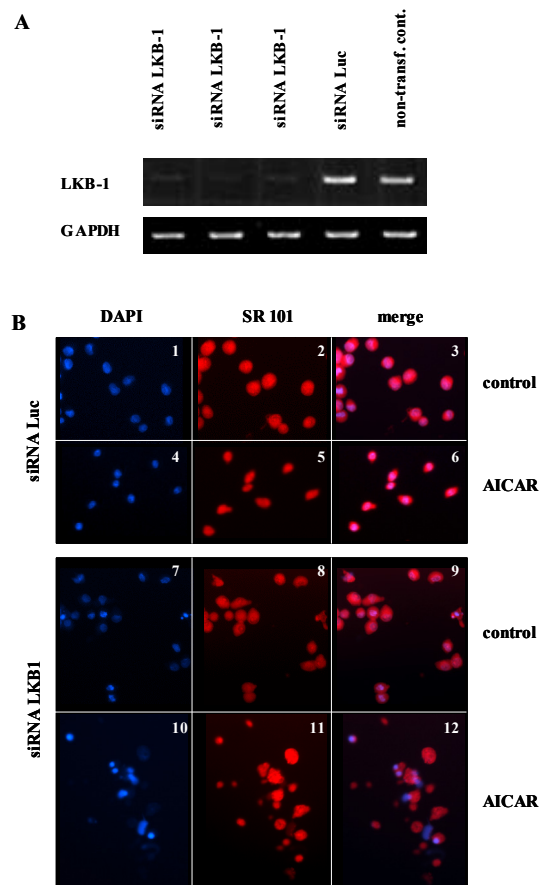 A
siRNA LKB-1
siRNA LKB-1
siRNA LKB-1
siRNA Luc
non-transf. cont.
LKB-1
GAPDH
B
DAPI
SR 101
merge
siRNA Luc
1
2
3
control
4
5
6
AICAR
siRNA LKB1
7
8
9
control
10
11
12
AICAR